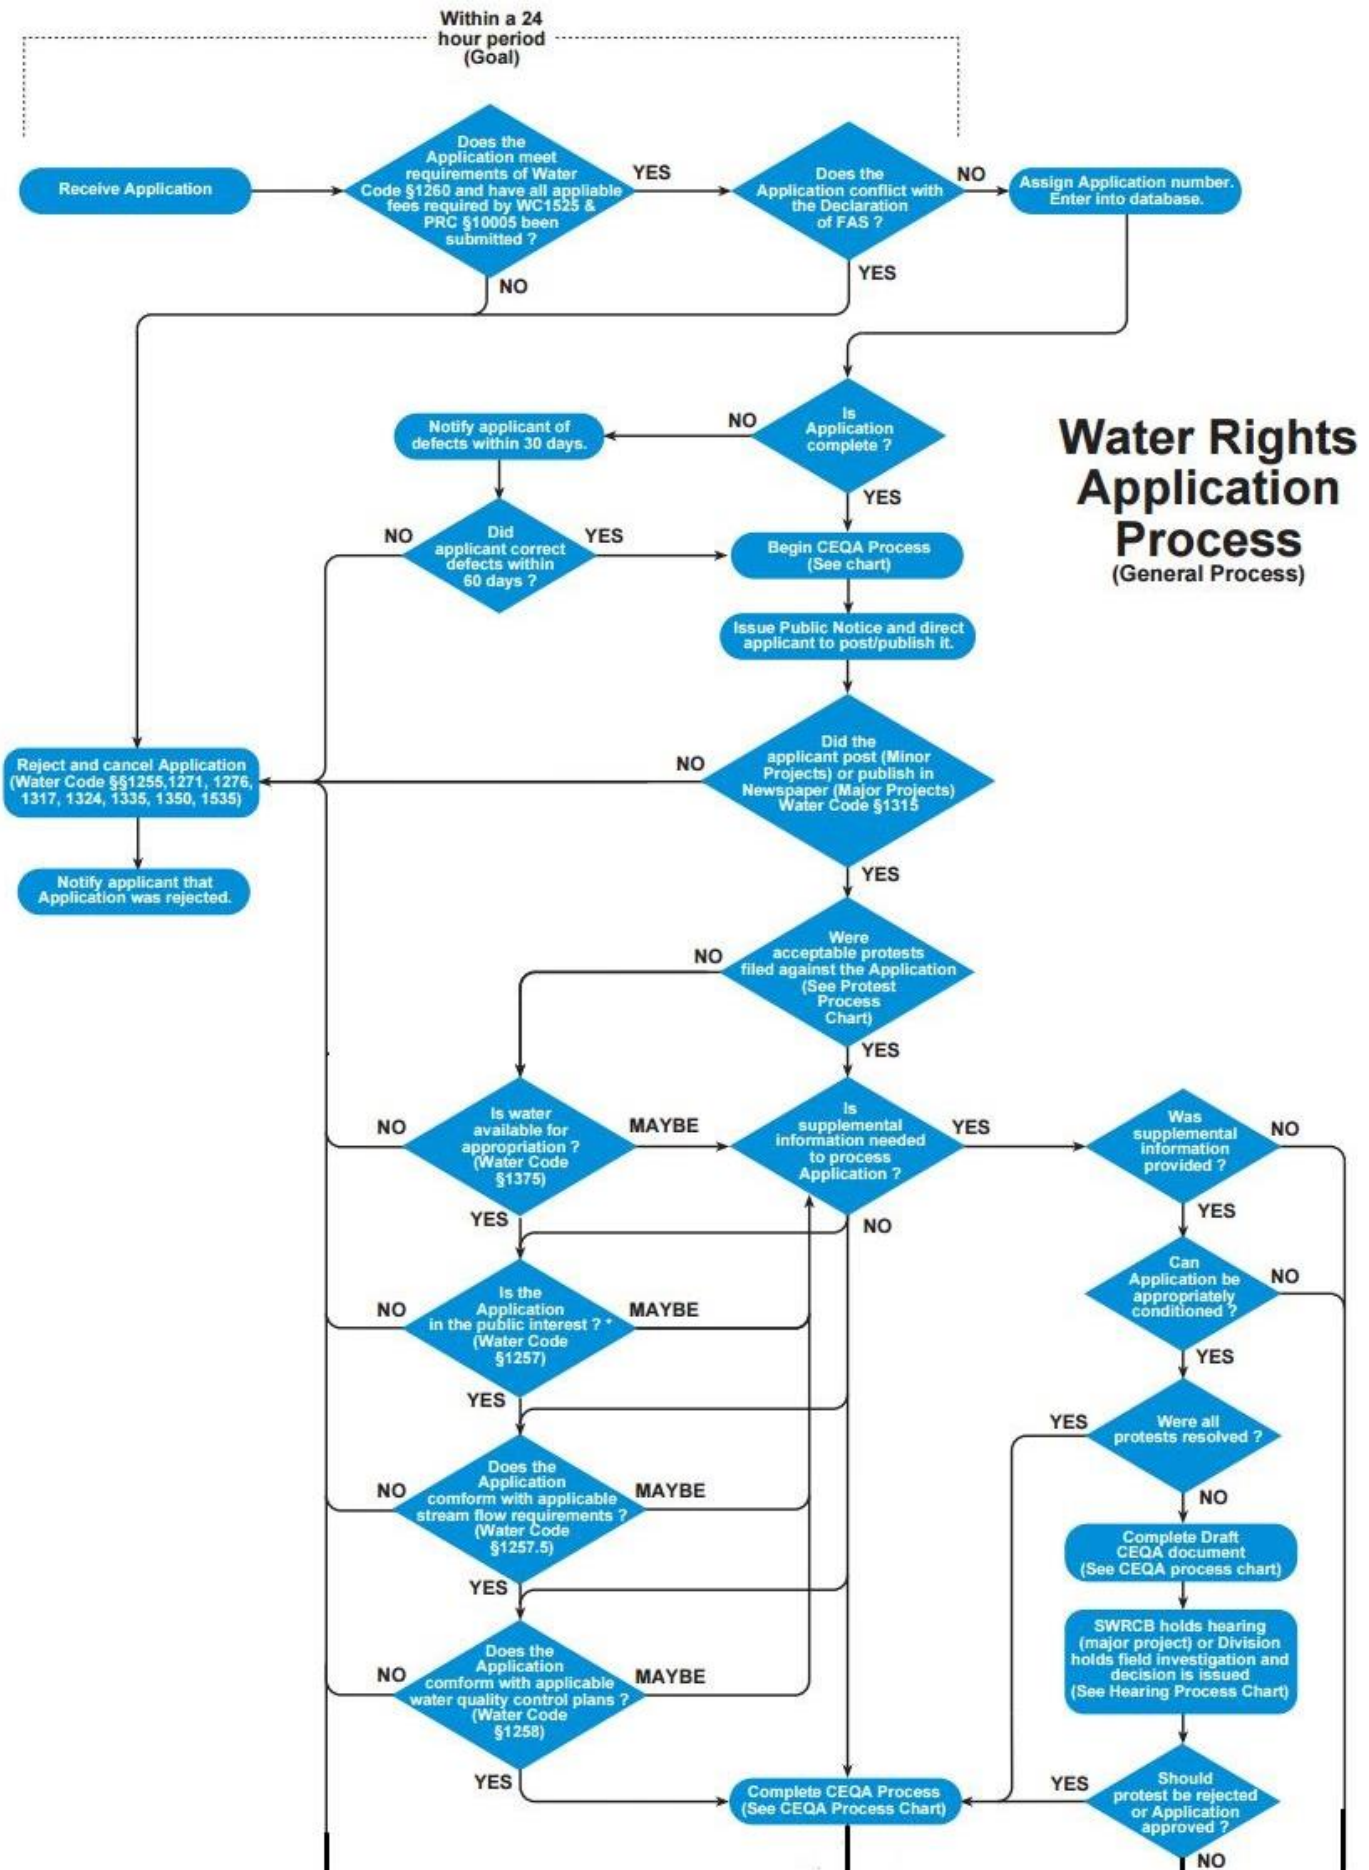 Within a 24
hour period
(Goal)
Receive Application
Does the
Application meet
requirements of Water
Code §1260 and have all appliable
fees required by WC1525 &
PRC §10005 been
submitted ?
YES
NO
Does the
Application conflict with
the Declaration
of FAS ?
NO
YES
Assign Application number.
Enter into database.
Water Rights
Application
Process
(General Process)
Is
Application
complete ?
NO
YES
Notify applicant of
defects within 30 days.
Did
applicant correct
defects within
60 days ?
NO
YES
Begin CEQA Process
(See chart)
Issue Public Notice and direct
applicant to post/publish it.
Did the
applicant post (Minor
Projects) or publish in
Newspaper (Major Projects)
Water Code §1315
NO
YES
Reject and cancel Application
(Water Code §§1255,1271, 1276,
1317, 1324, 1335, 1350, 1535)
Notify applicant that
Application was rejected.
Were
acceptable protests
filed against the Application
(See Protest
Process
Chart)
NO
YES
Is water
available for
appropriation ?
(Water Code
§1375)
NO
MAYBE
YES
Is
supplemental
information needed
to process
Application ?
YES
NO
Was
supplemental
information
provided ?
NO
YES
Is the
Application
in the public interest ? *
(Water Code
§1257)
NO
MAYBE
YES
Can
Application be
appropriately
conditioned ?
NO
YES
Does the
Application
comform with applicable
stream flow requirements ?
(Water Code
§1257.5)
NO
MAYBE
YES
Were all
protests resolved ?
YES
NO
Complete Draft
CEQA document
(See CEQA process chart)
SWRCB holds hearing
(major project) or Division
holds field investigation and
decision is issued
(See Hearing Process Chart)
Does the
Application
comform with applicable
water quality control plans ?
(Water Code
§1258)
NO
MAYBE
YES
Complete CEQA Process
(See CEQA Process Chart)
Should
protest be rejected
or Application
approved ?
YES
NO